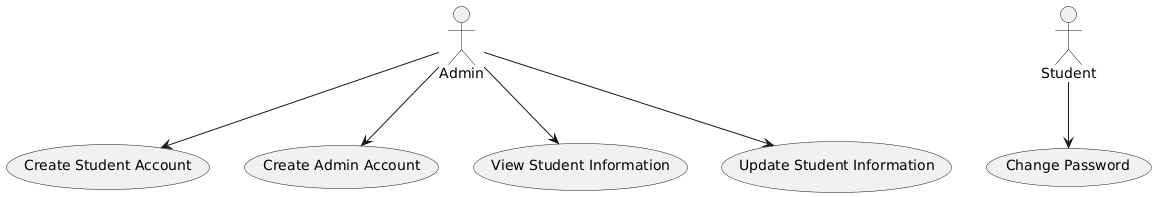 Admin
Student
Create Student Account
Create Admin Account
View Student Information
Update Student Information
Change Password